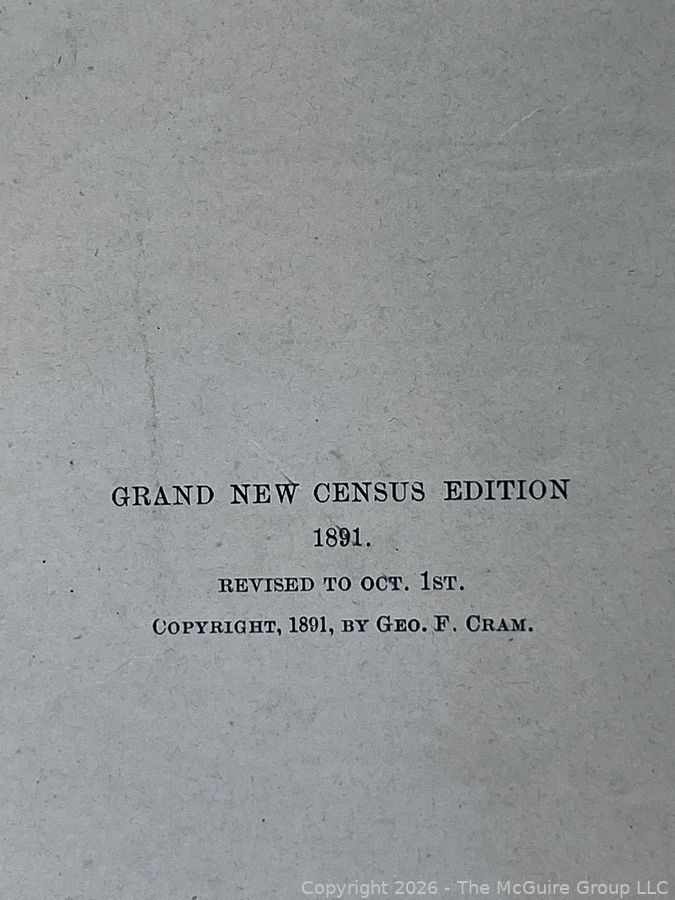 GRAND NEW CENSUS EDITION
1891.
REVISED TO OCT. 1ST.
COPYRIGHT, 1891, BY GEO. F. CRAM.
Copyright 2026 - The McGuire Group LLC